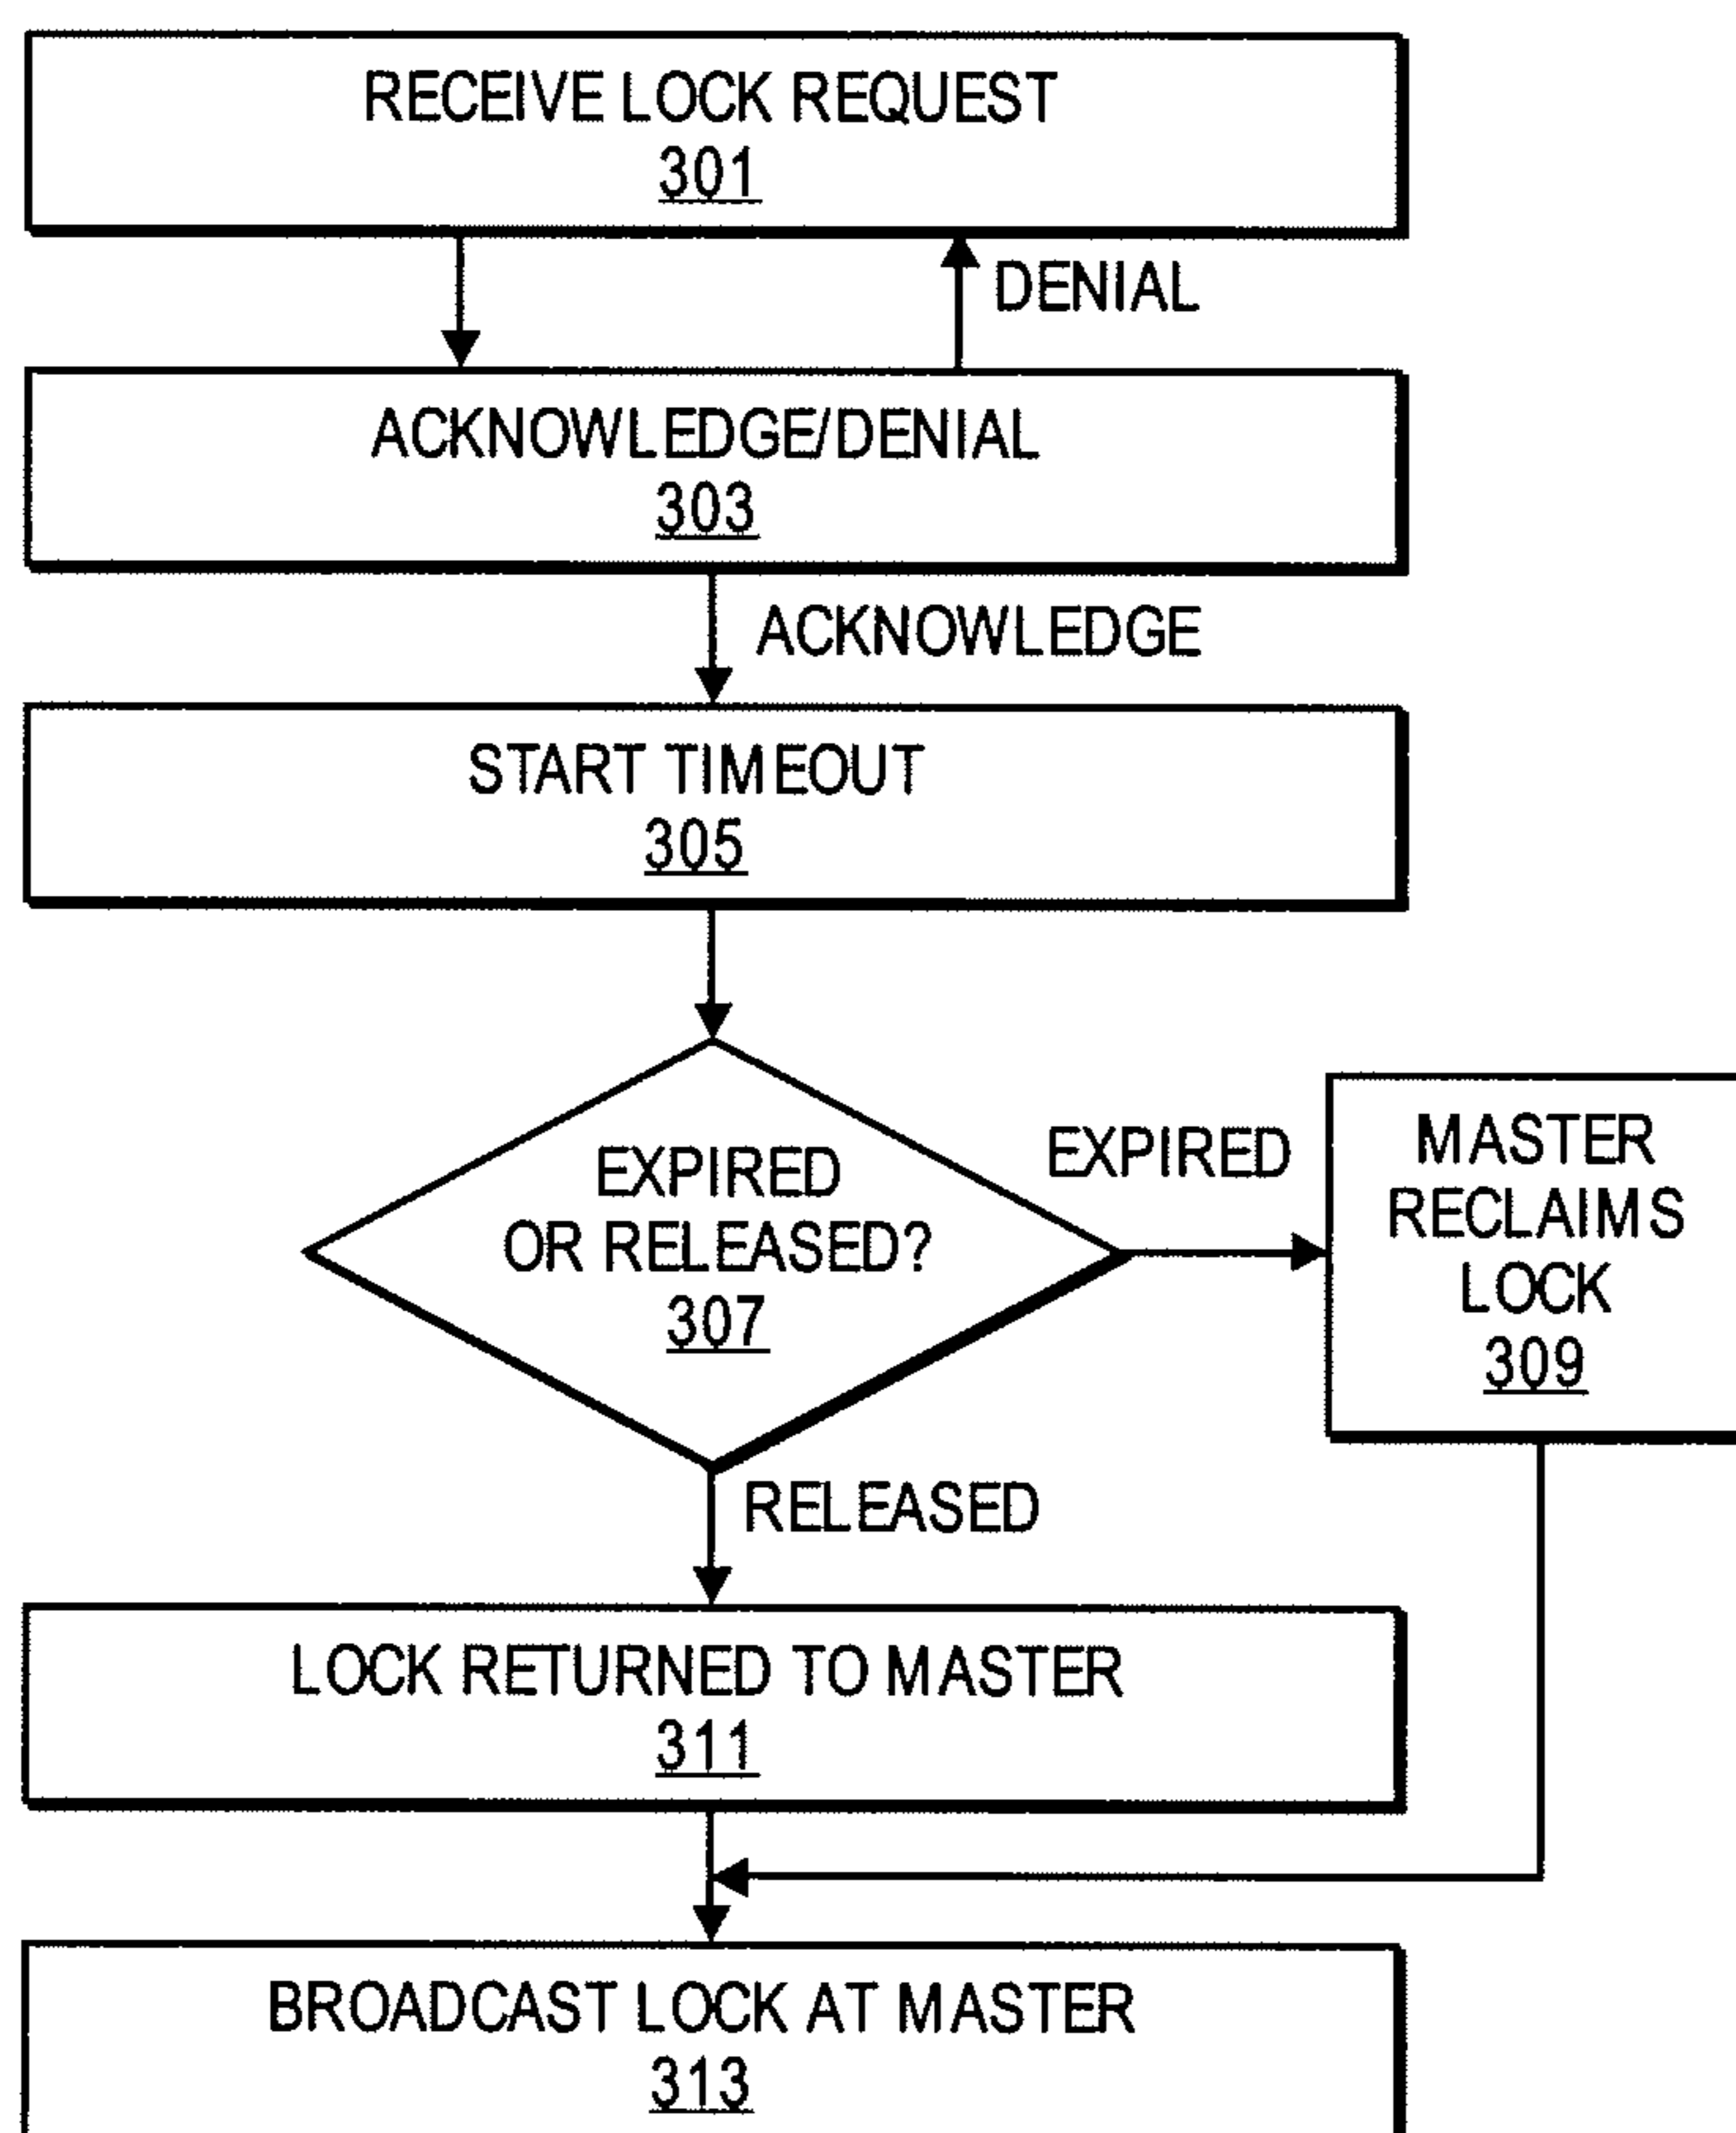 RECEIVE LOCK REQUEST
301
DENIAL
ACKNOWLEDGE/DENIAL
303
ACKNOWLEDGE
START TIMEOUT
305
EXPIRED
OR RELEASED?
307
EXPIRED
MASTER
RECLAIMS
LOCK
309
RELEASED
LOCK RETURNED TO MASTER
311
BROADCAST LOCK AT MASTER
313